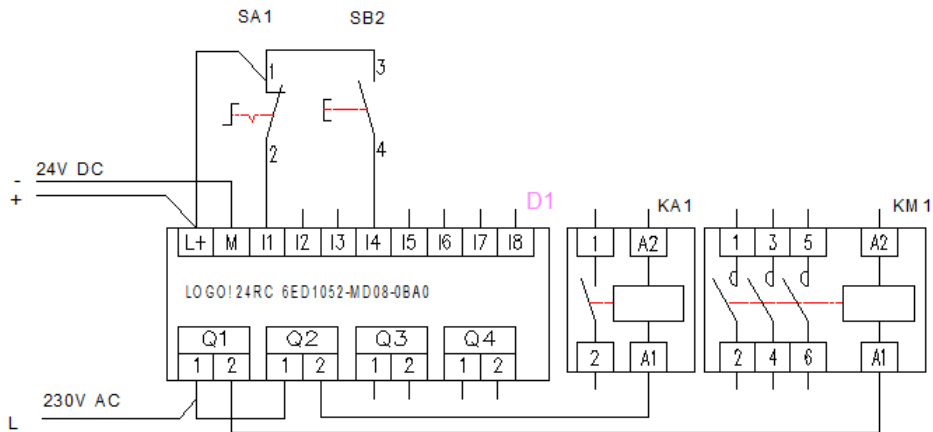 SA1 SB2
1 3
2 4
24V DC
-
+
D1 KA1 KM1
L+ M I1 I2 I3 I4 I5 I6 I7 I8 1 A2 1 3 5 A2
LOGO!24RC 6ED1052-MD08-0BA0
Q1 Q2 Q3 Q4
1 2 1 2 1 2 1 2 2 A1 2 4 6 A1
230V AC
L